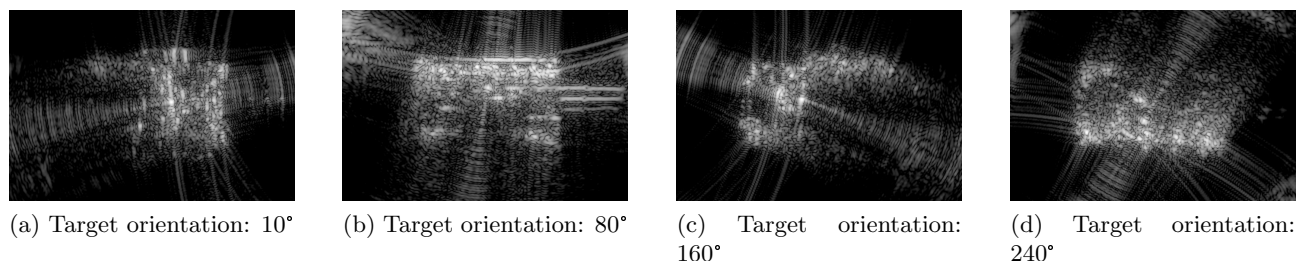 (a) Target orientation: 10°
(b) Target orientation: 80°
(c) Target orientation:
160°
(d) Target orientation:
240°